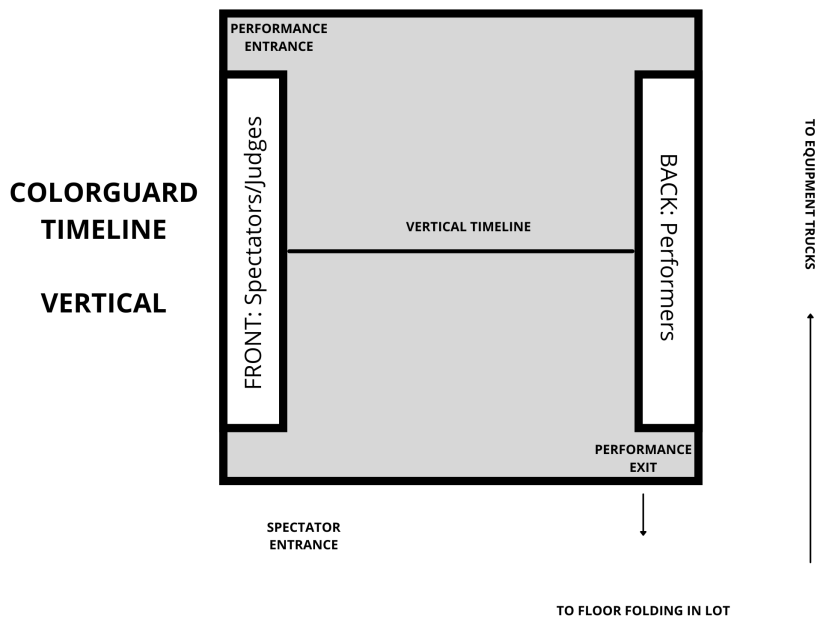 PERFORMANCE
ENTRANCE
COLORGUARD
TIMELINE
VERTICAL
FRONT: Spectators/Judges
VERTICAL TIMELINE
BACK: Performers
TO EQUIPMENT TRUCKS
PERFORMANCE
EXIT
SPECTATOR
ENTRANCE
TO FLOOR FOLDING IN LOT